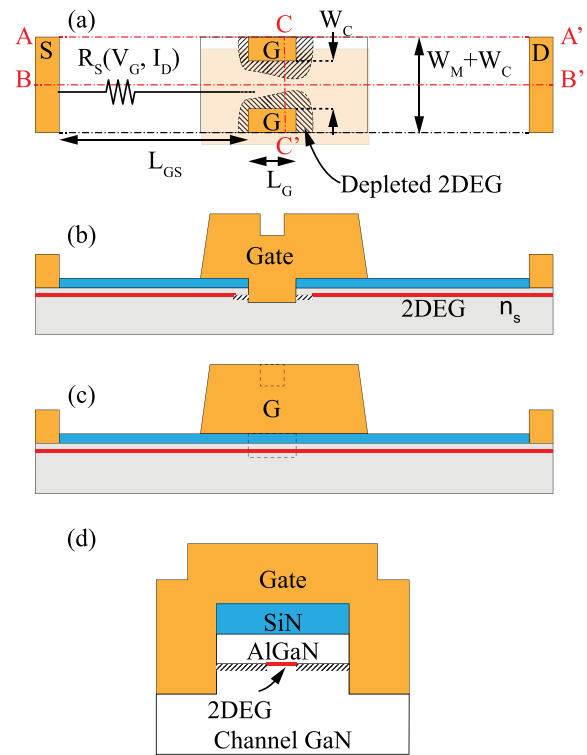 (a)
C
W_C
A
S
G
D
A'
R_S(V_G, I_D)
W_M+W_C
B
B'
G
C'
L_GS
L_G
Depleted 2DEG
(b)
Gate
2DEG n_s
(c)
G
(d)
Gate
SiN
AlGaN
2DEG
Channel GaN